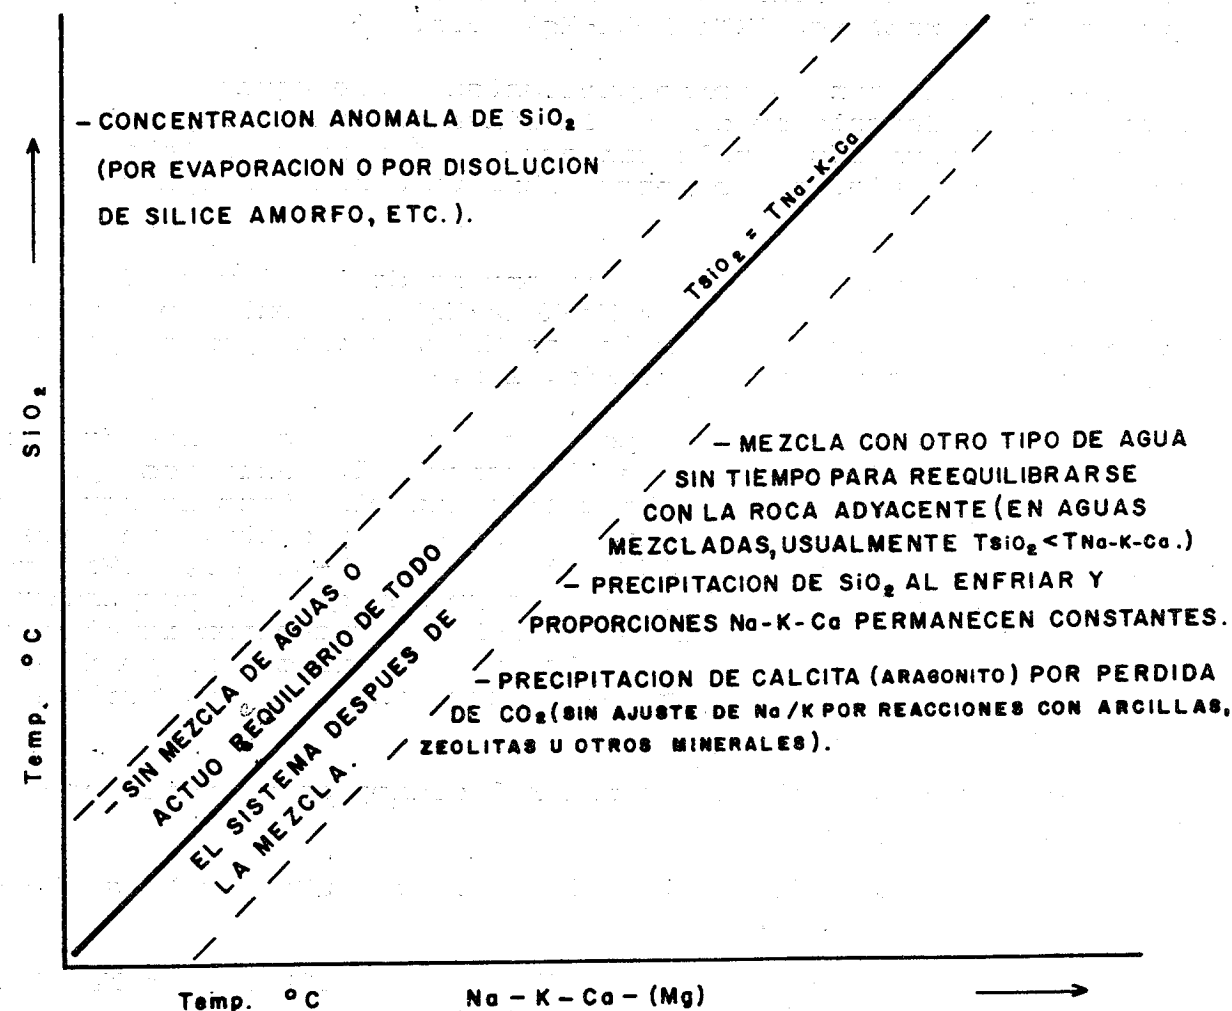 - CONCENTRACION ANOMALA DE SiO₂
(POR EVAPORACION O POR DISOLUCION
DE SILICE AMORFO, ETC.).
TSiO₂ = TNa-K-Ca
- MEZCLA CON OTRO TIPO DE AGUA
SIN TIEMPO PARA REEQUILIBRARSE
CON LA ROCA ADYACENTE (EN AGUAS
MEZCLADAS, USUALMENTE TSiO₂<TNa-K-Ca.)
- PRECIPITACION DE SiO₂ AL ENFRIAR Y
PROPORCIONES Na-K-Ca PERMANECEN CONSTANTES.
- PRECIPITACION DE CALCITA (ARAGONITO) POR PERDIDA
DE CO₂ (SIN AJUSTE DE Na/K POR REACCIONES CON ARCILLAS,
ZEOLITAS U OTROS MINERALES).
- SIN MEZCLA DE AGUAS O
ACTUO REEQUILIBRIO DE TODO
EL SISTEMA DESPUES DE
LA MEZCLA.
Temp. °C SiO₂
Temp. °C Na - K - Ca - (Mg)